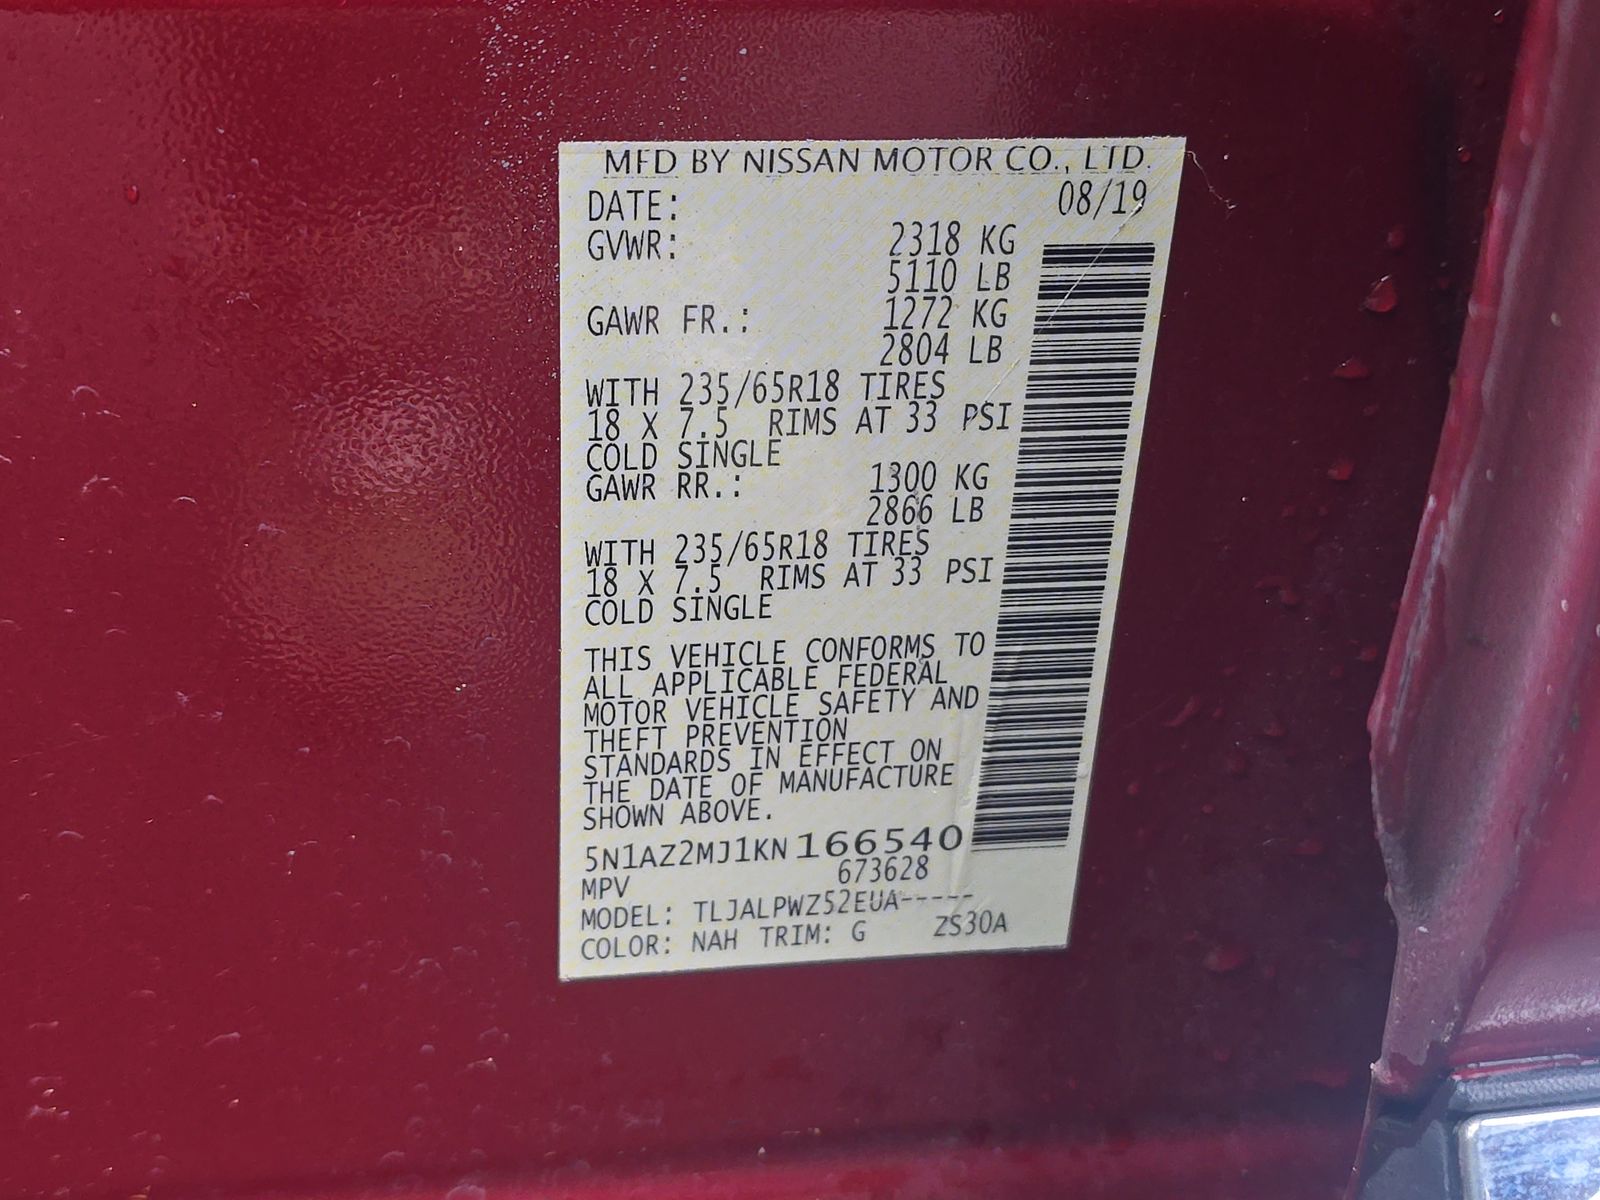 MFD BY NISSAN MOTOR CO., LTD.
DATE: 08/19
GVWR: 2318 KG
5110 LB
GAWR FR.: 1272 KG
2804 LB
WITH 235/65R18 TIRES
18 X 7.5 RIMS AT 33 PSI
COLD SINGLE
GAWR RR.: 1300 KG
2866 LB
WITH 235/65R18 TIRES
18 X 7.5 RIMS AT 33 PSI
COLD SINGLE
THIS VEHICLE CONFORMS TO
ALL APPLICABLE FEDERAL
MOTOR VEHICLE SAFETY AND
THEFT PREVENTION
STANDARDS IN EFFECT ON
THE DATE OF MANUFACTURE
SHOWN ABOVE.
5N1AZ2MJ1KN166540
MPV 673628
MODEL: TLJALPWZ52EUA-----
COLOR: NAH TRIM: G ZS30A